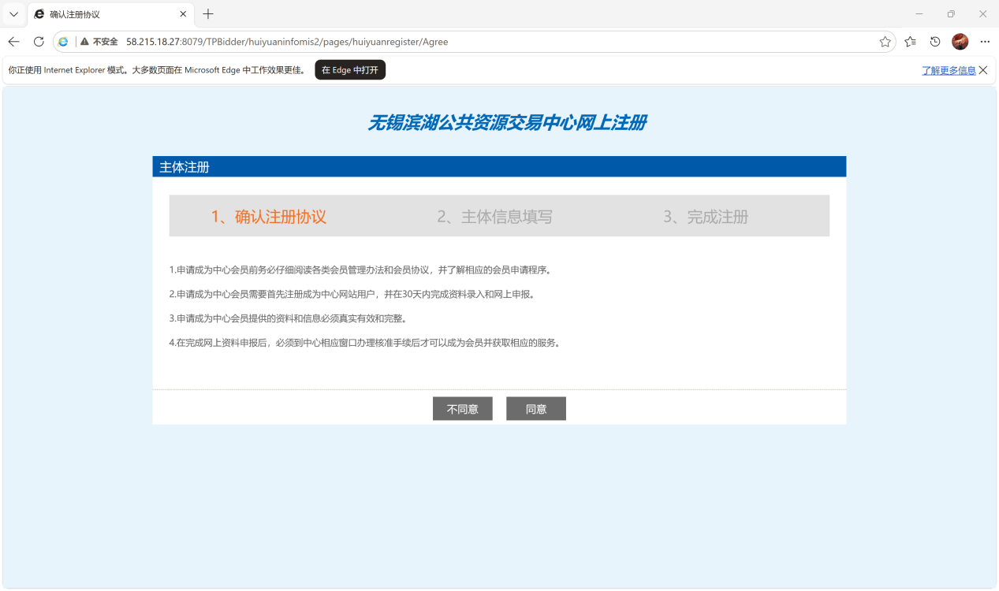 确认注册协议
不安全 58.215.18.27:8079/TPBidder/huiyuaninfomis2/pages/huiyuanregister/Agree
你正使用 Internet Explorer 模式。大多数页面在 Microsoft Edge 中工作效果更佳。 在 Edge 中打开 了解更多信息
无锡滨湖公共资源交易中心网上注册
主体注册
1、确认注册协议 2、主体信息填写 3、完成注册
1.申请成为中心会员前务必仔细阅读各类会员管理办法和会员协议，并了解相应的会员申请程序。
2.申请成为中心会员需要首先注册成为中心网站用户，并在30天内完成资料录入和网上申报。
3.申请成为中心会员提供的资料和信息必须真实有效和完整。
4.在完成网上资料申报后，必须到中心相应窗口办理核准手续后才可以成为会员并获取相应的服务。
不同意 同意